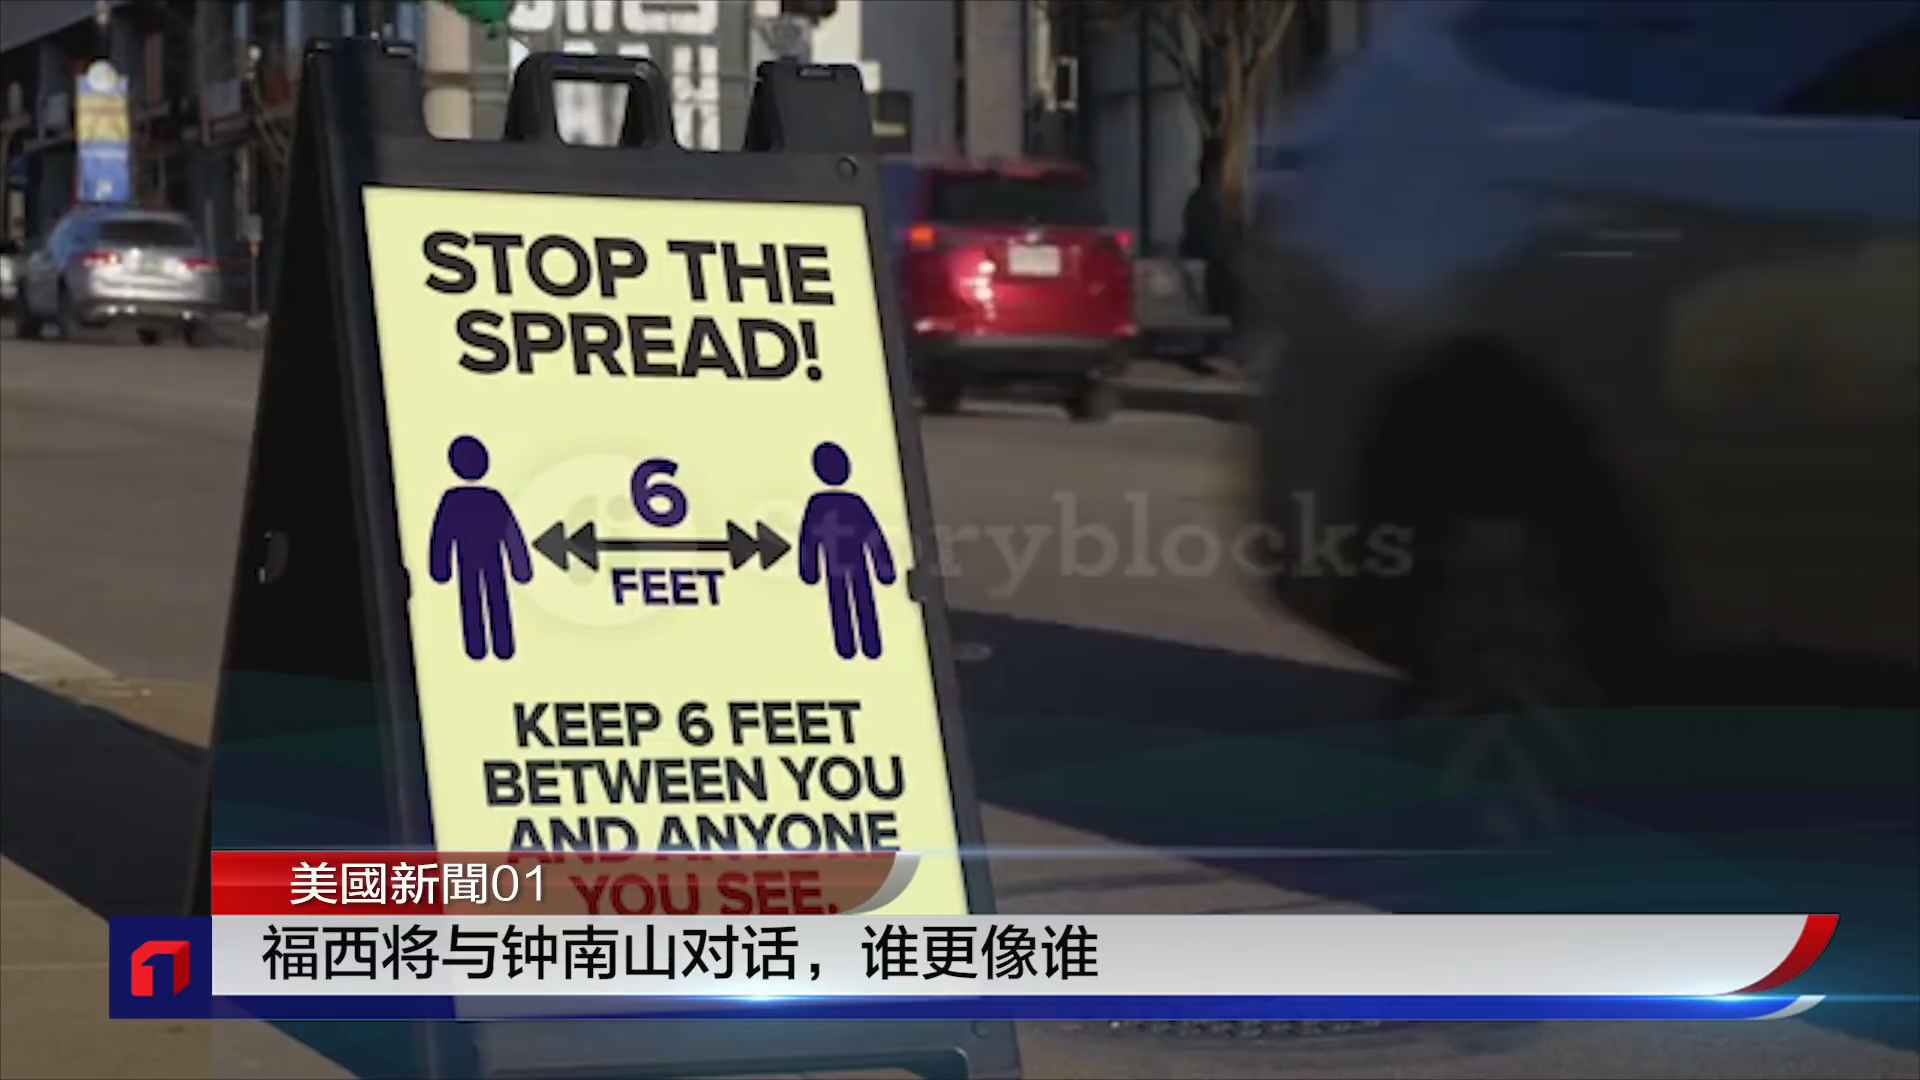 STOP THE
SPREAD!
6
FEET
Storyblocks
KEEP 6 FEET
BETWEEN YOU
AND ANYONE
YOU SEE.
美國新聞01
福西将与钟南山对话，谁更像谁